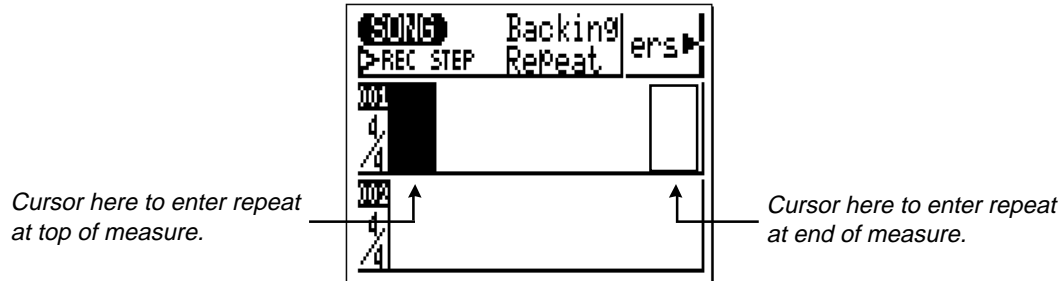 SONG Backing
REC STEP Repeat ers
001
4/4
Cursor here to enter repeat
at top of measure.
002
4/4
Cursor here to enter repeat
at end of measure.